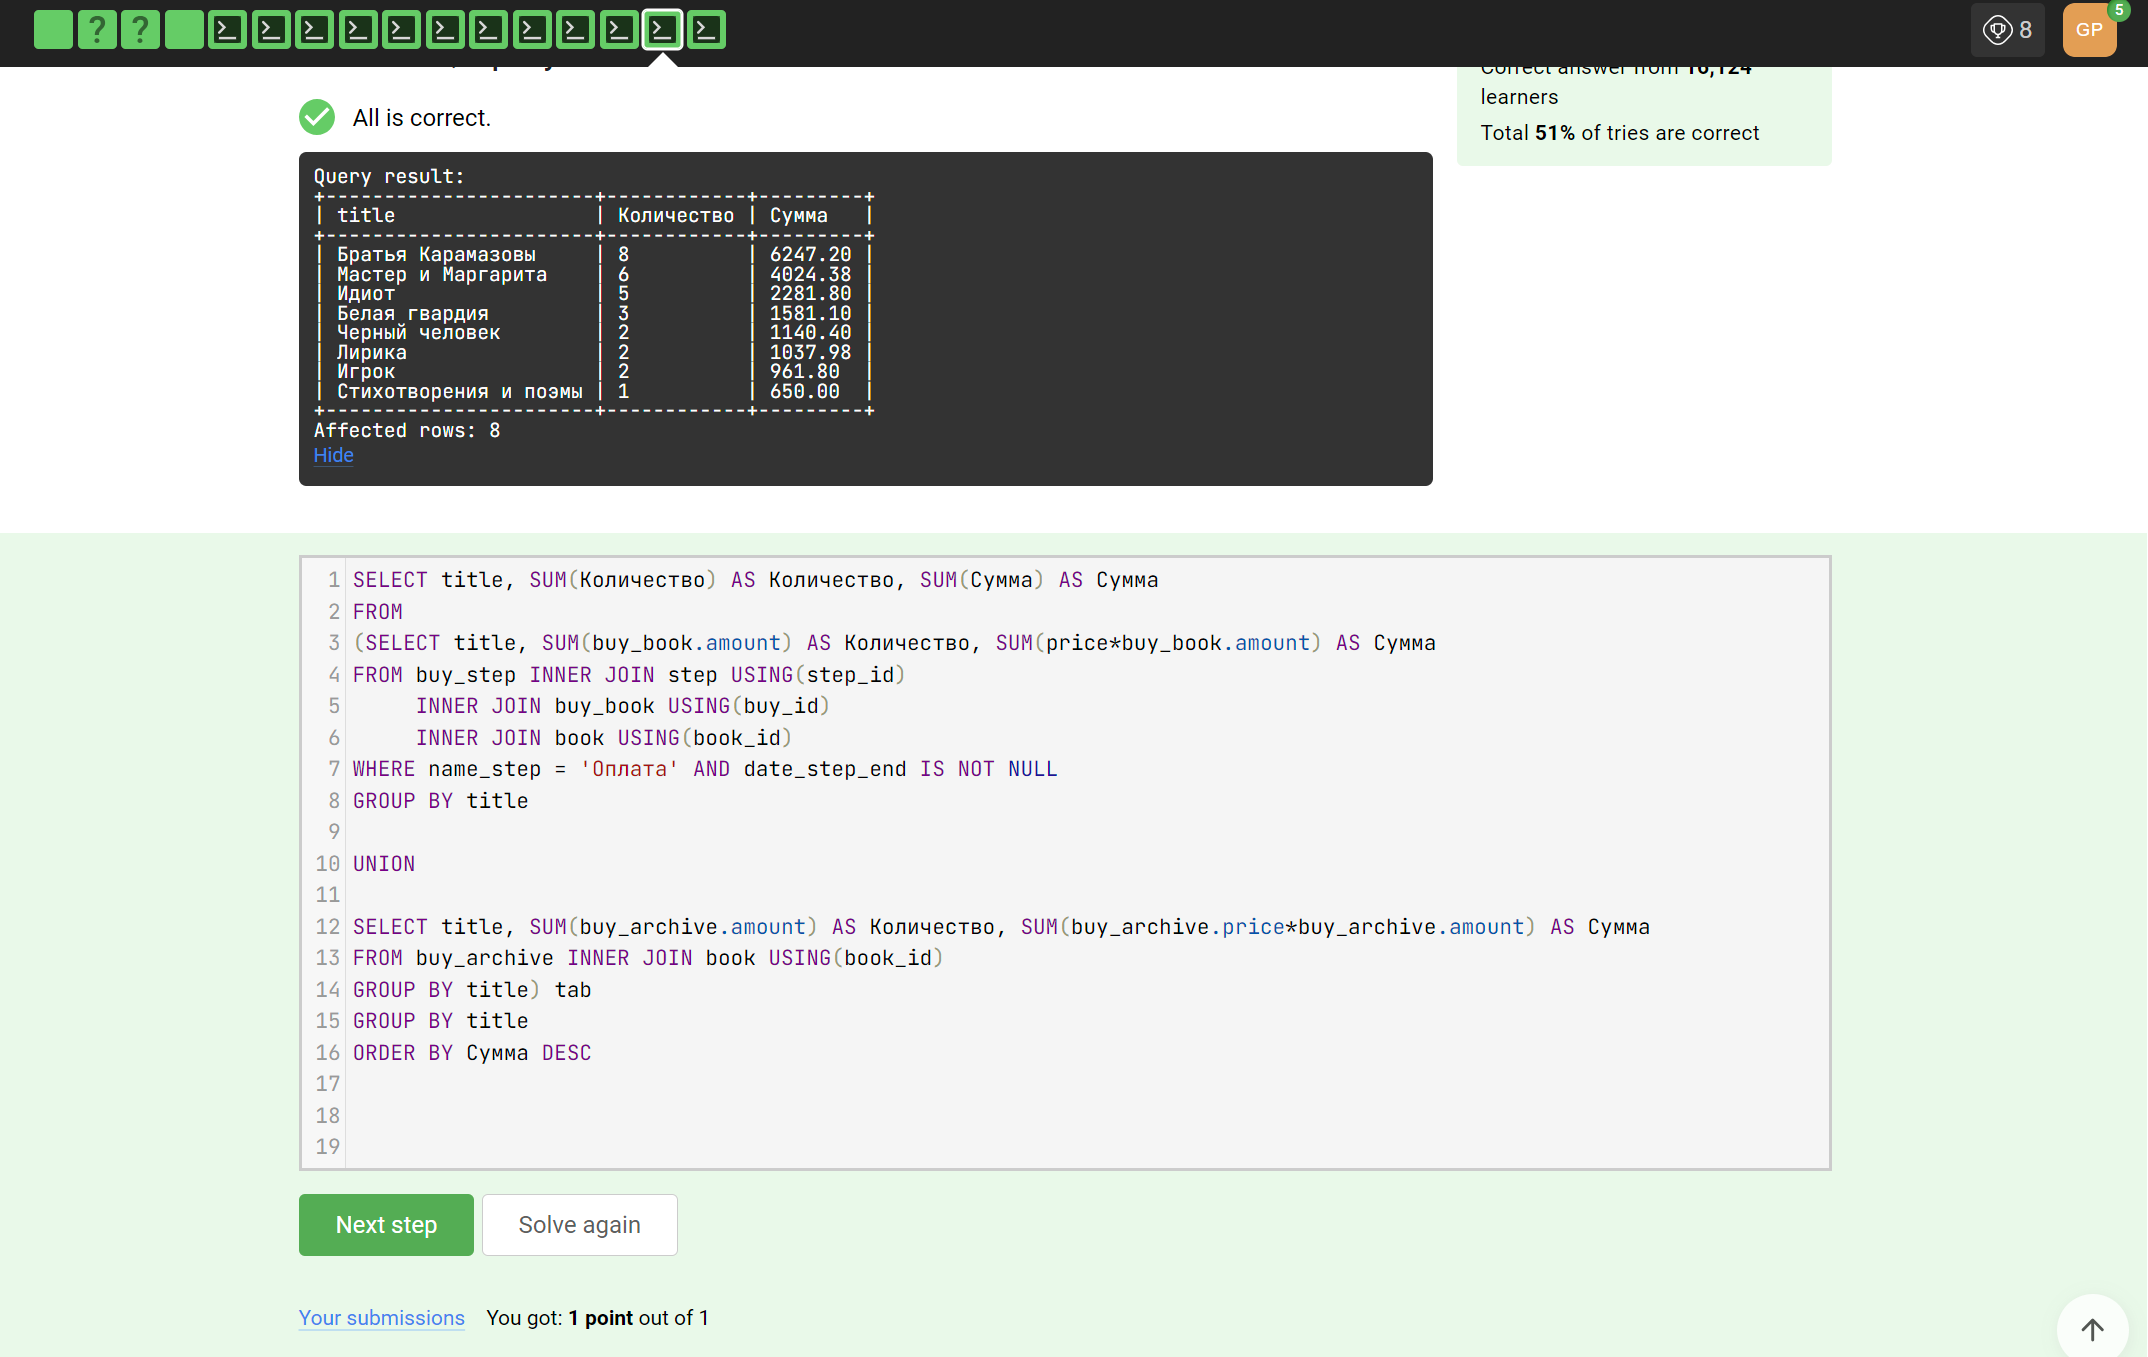 ? ?
8
GP
5
Correct answer from 16,124
learners
Total 51% of tries are correct
All is correct.
Query result:
+-----------------------+------------+---------+
| title                 | Количество | Сумма   |
+-----------------------+------------+---------+
| Братья Карамазовы     | 8          | 6247.20 |
| Мастер и Маргарита    | 6          | 4024.38 |
| Идиот                 | 5          | 2281.80 |
| Белая гвардия         | 3          | 1581.10 |
| Черный человек        | 2          | 1140.40 |
| Лирика                | 2          | 1037.98 |
| Игрок                 | 2          | 961.80  |
| Стихотворения и поэмы | 1          | 650.00  |
+-----------------------+------------+---------+
Affected rows: 8
Hide
1 SELECT title, SUM(Количество) AS Количество, SUM(Сумма) AS Сумма
2 FROM
3 (SELECT title, SUM(buy_book.amount) AS Количество, SUM(price*buy_book.amount) AS Сумма
4 FROM buy_step INNER JOIN step USING(step_id)
5      INNER JOIN buy_book USING(buy_id)
6      INNER JOIN book USING(book_id)
7 WHERE name_step = 'Оплата' AND date_step_end IS NOT NULL
8 GROUP BY title
9
10 UNION
11
12 SELECT title, SUM(buy_archive.amount) AS Количество, SUM(buy_archive.price*buy_archive.amount) AS Сумма
13 FROM buy_archive INNER JOIN book USING(book_id)
14 GROUP BY title) tab
15 GROUP BY title
16 ORDER BY Сумма DESC
17
18
19
Next step
Solve again
Your submissions You got: 1 point out of 1